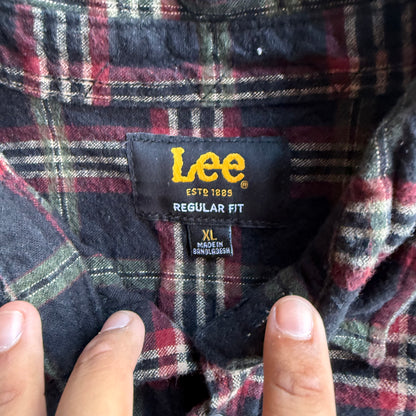 Lee®
ESTD 1889
REGULAR FIT
XL
MADE IN
BANGLADESH